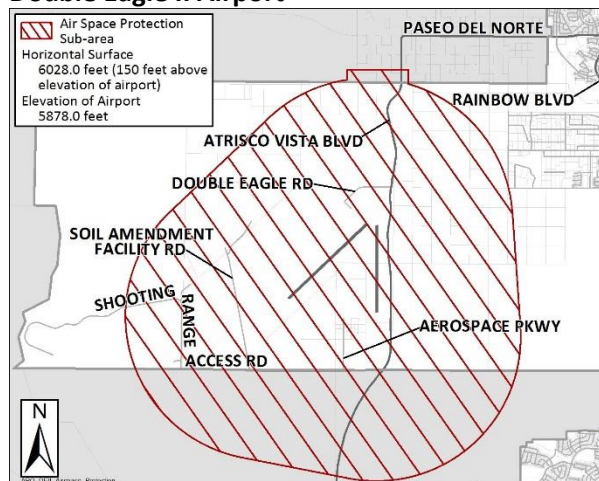 Double Eagle II Airport
Air Space Protection
Sub-area
Horizontal Surface
6028.0 feet (150 feet above
elevation of airport)
Elevation of Airport
5878.0 feet
PASEO DEL NORTE
RAINBOW BLVD
ATRISCO VISTA BLVD
DOUBLE EAGLE RD
SOIL AMENDMENT
FACILITY RD
SHOOTING
RANGE
ACCESS RD
AEROSPACE PKWY
N